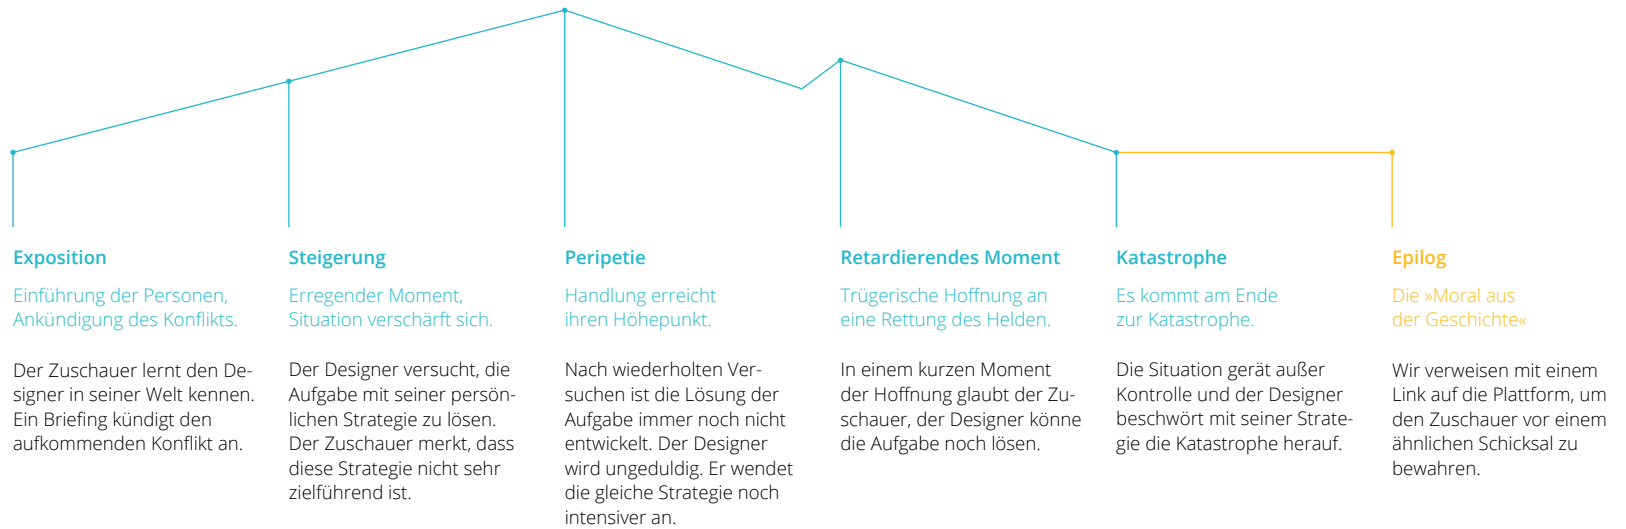 Exposition
Einführung der Personen,
Ankündigung des Konflikts.
Der Zuschauer lernt den De-
signer in seiner Welt kennen.
Ein Briefing kündigt den
aufkommenden Konflikt an.
Steigerung
Erregender Moment,
Situation verschärft sich.
Der Designer versucht, die
Aufgabe mit seiner persön-
lichen Strategie zu lösen.
Der Zuschauer merkt, dass
diese Strategie nicht sehr
zielführend ist.
Peripetie
Handlung erreicht
ihren Höhepunkt.
Nach wiederholten Ver-
suchen ist die Lösung der
Aufgabe immer noch nicht
entwickelt. Der Designer
wird ungeduldig. Er wendet
die gleiche Strategie noch
intensiver an.
Retardierendes Moment
Trügerische Hoffnung an
eine Rettung des Helden.
In einem kurzen Moment
der Hoffnung glaubt der Zu-
schauer, der Designer könne
die Aufgabe noch lösen.
Katastrophe
Es kommt am Ende
zur Katastrophe.
Die Situation gerät außer
Kontrolle und der Designer
beschwört mit seiner Strate-
gie die Katastrophe herauf.
Epilog
Die »Moral aus
der Geschichte«
Wir verweisen mit einem
Link auf die Plattform, um
den Zuschauer vor einem
ähnlichen Schicksal zu
bewahren.